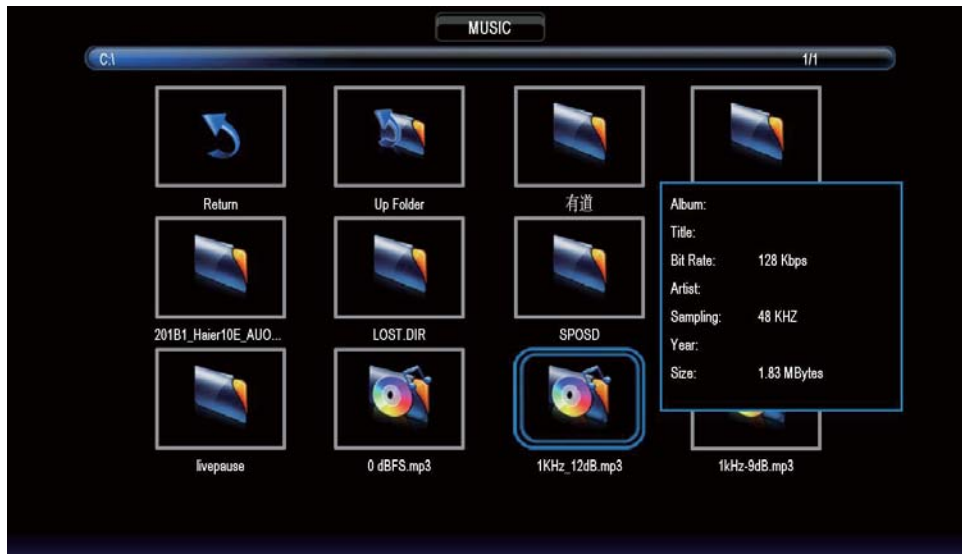 MUSIC
C:\ 1/1
Return Up Folder 有道
Album:
Title:
Bit Rate: 128 Kbps
Artist:
Sampling: 48 KHZ
Year:
Size: 1.83 MBytes
201B1_Haier10E_AUO... LOST.DIR SPOSD
livepause 0 dBFS.mp3 1KHz_12dB.mp3 1kHz-9dB.mp3